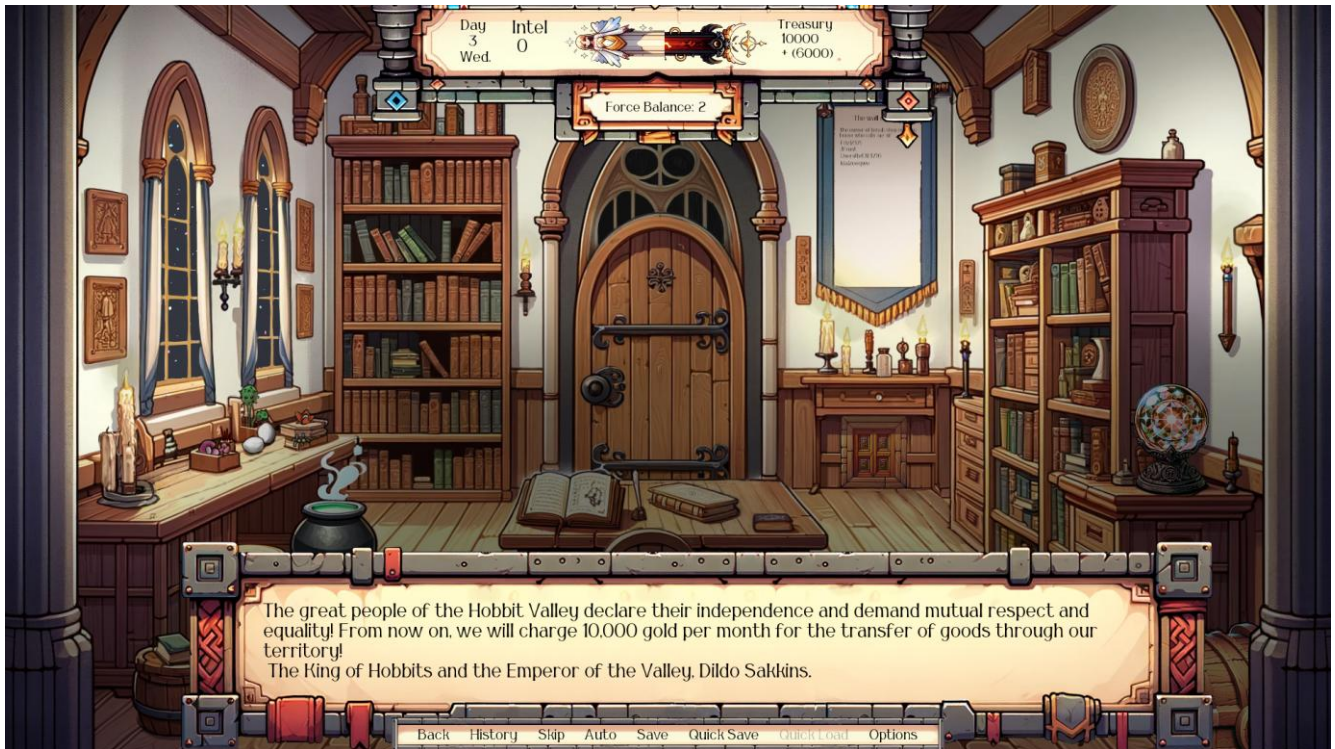 Day
3
Wed.
Intel
0
Treasury
10000
+ (6000)
Force Balance: 2
The wall
The great people of the Hobbit Valley declare their independence and demand mutual respect and
equality! From now on, we will charge 10,000 gold per month for the transfer of goods through our
territory!
The King of Hobbits and the Emperor of the Valley, Dildo Sakkins.
Back History Skip Auto Save Quick Save Quick Load Options